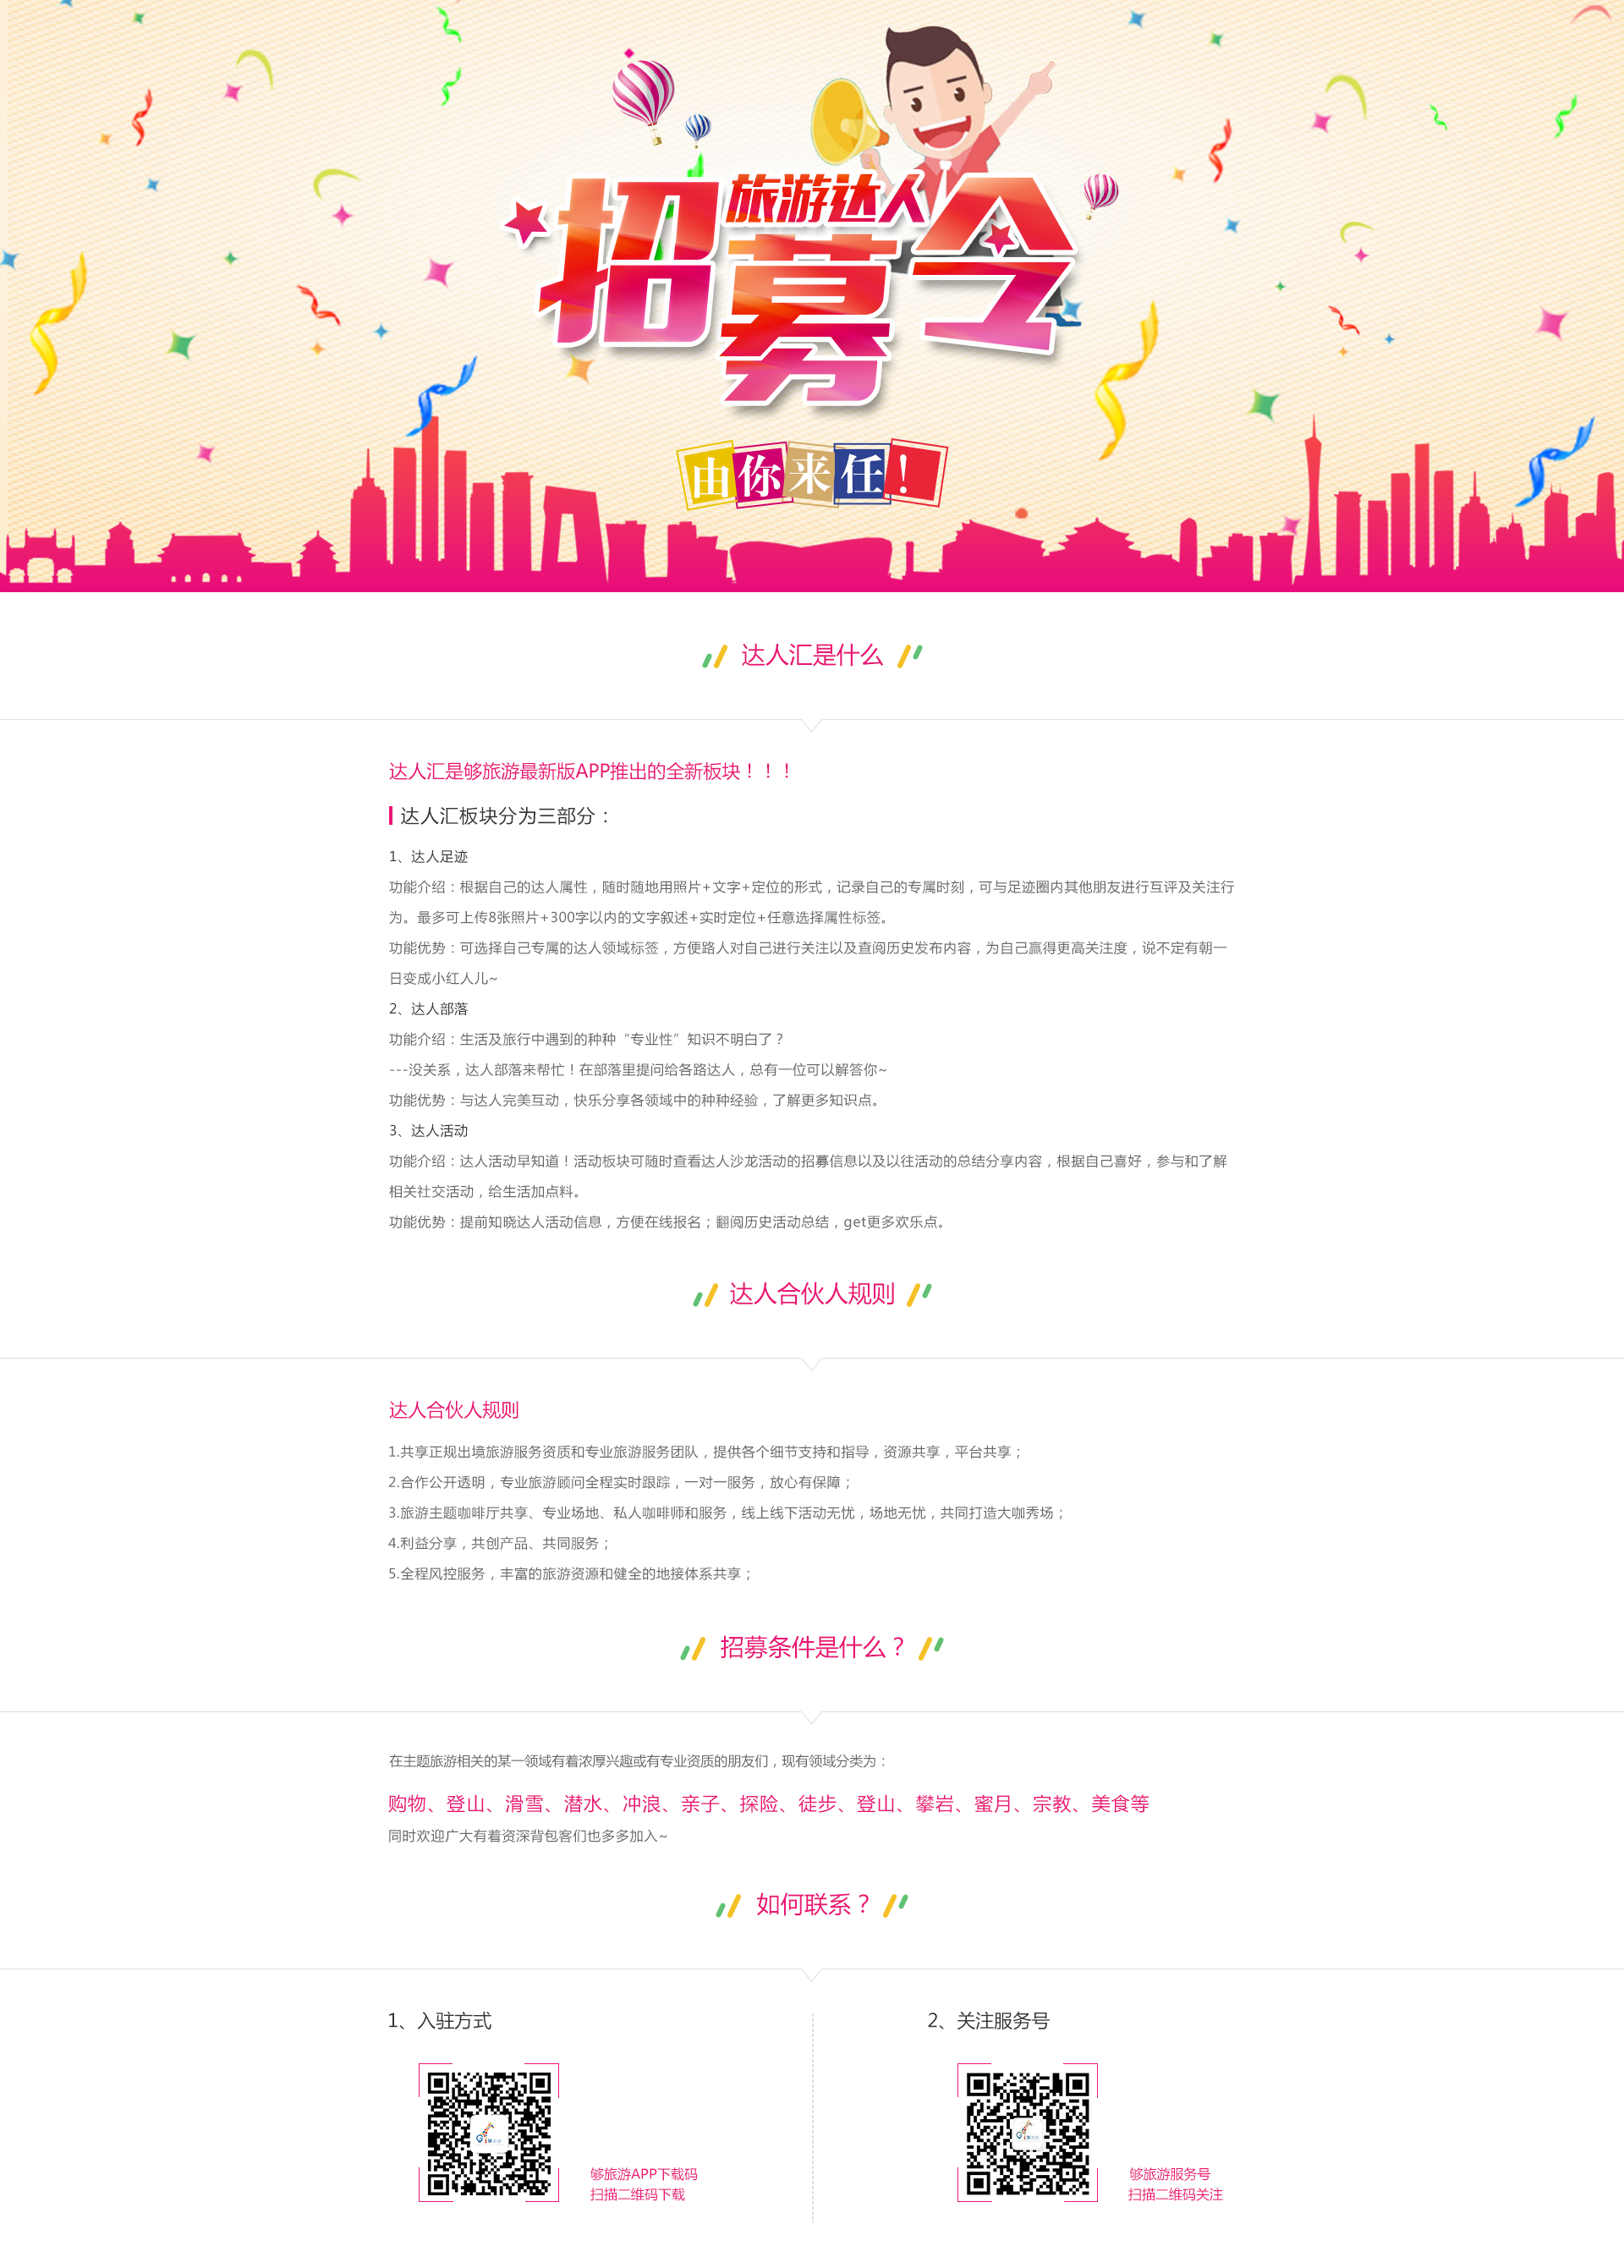 旅游达人
招募令
由你来任！
达人汇是什么
达人汇是够旅游最新版APP推出的全新板块！！！
达人汇板块分为三部分：
1、达人足迹
功能介绍：根据自己的达人属性，随时随地用照片+文字+定位的形式，记录自己的专属时刻，可与足迹圈内其他朋友进行互评及关注行
为。最多可上传8张照片+300字以内的文字叙述+实时定位+任意选择属性标签。
功能优势：可选择自己专属的达人领域标签，方便路人对自己进行关注以及查阅历史发布内容，为自己赢得更高关注度，说不定有朝一
日变成小红人儿~
2、达人部落
功能介绍：生活及旅行中遇到的种种“专业性”知识不明白了？
---没关系，达人部落来帮忙！在部落里提问给各路达人，总有一位可以解答你~
功能优势：与达人完美互动，快乐分享各领域中的种种经验，了解更多知识点。
3、达人活动
功能介绍：达人活动早知道！活动板块可随时查看达人沙龙活动的招募信息以及以往活动的总结分享内容，根据自己喜好，参与和了解
相关社交活动，给生活加点料。
功能优势：提前知晓达人活动信息，方便在线报名；翻阅历史活动总结，get更多欢乐点。
达人合伙人规则
达人合伙人规则
1.共享正规出境旅游服务资质和专业旅游服务团队，提供各个细节支持和指导，资源共享，平台共享；
2.合作公开透明，专业旅游顾问全程实时跟踪，一对一服务，放心有保障；
3.旅游主题咖啡厅共享、专业场地、私人咖啡师和服务，线上线下活动无忧，场地无忧，共同打造大咖秀场；
4.利益分享，共创产品、共同服务；
5.全程风控服务，丰富的旅游资源和健全的地接体系共享；
招募条件是什么？
在主题旅游相关的某一领域有着浓厚兴趣或有专业资质的朋友们，现有领域分类为：
购物、登山、滑雪、潜水、冲浪、亲子、探险、徒步、登山、攀岩、蜜月、宗教、美食等
同时欢迎广大有着资深背包客们也多多加入~
如何联系？
1、入驻方式
够旅游APP下载码
扫描二维码下载
2、关注服务号
够旅游服务号
扫描二维码关注